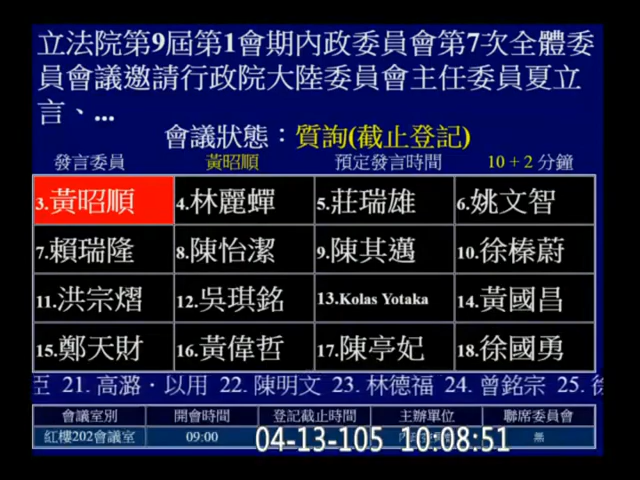 立法院第9屆第1會期內政委員會第7次全體委
員會議邀請行政院大陸委員會主任委員夏立
言、...
會議狀態：質詢(截止登記)
發言委員 黃昭順 預定發言時間 10 + 2 分鐘
3.黃昭順 4.林麗蟬 5.莊瑞雄 6.姚文智
7.賴瑞隆 8.陳怡潔 9.陳其邁 10.徐榛蔚
11.洪宗熠 12.吳琪銘 13.Kolas Yotaka 14.黃國昌
15.鄭天財 16.黃偉哲 17.陳亭妃 18.徐國勇
21. 高潞．以用 22. 陳明文 23. 林德福 24. 曾銘宗 25.
會議室別 開會時間 登記截止時間 主辦單位 聯席委員會
紅樓202會議室 09:00 無
04-13-105 10:08:51